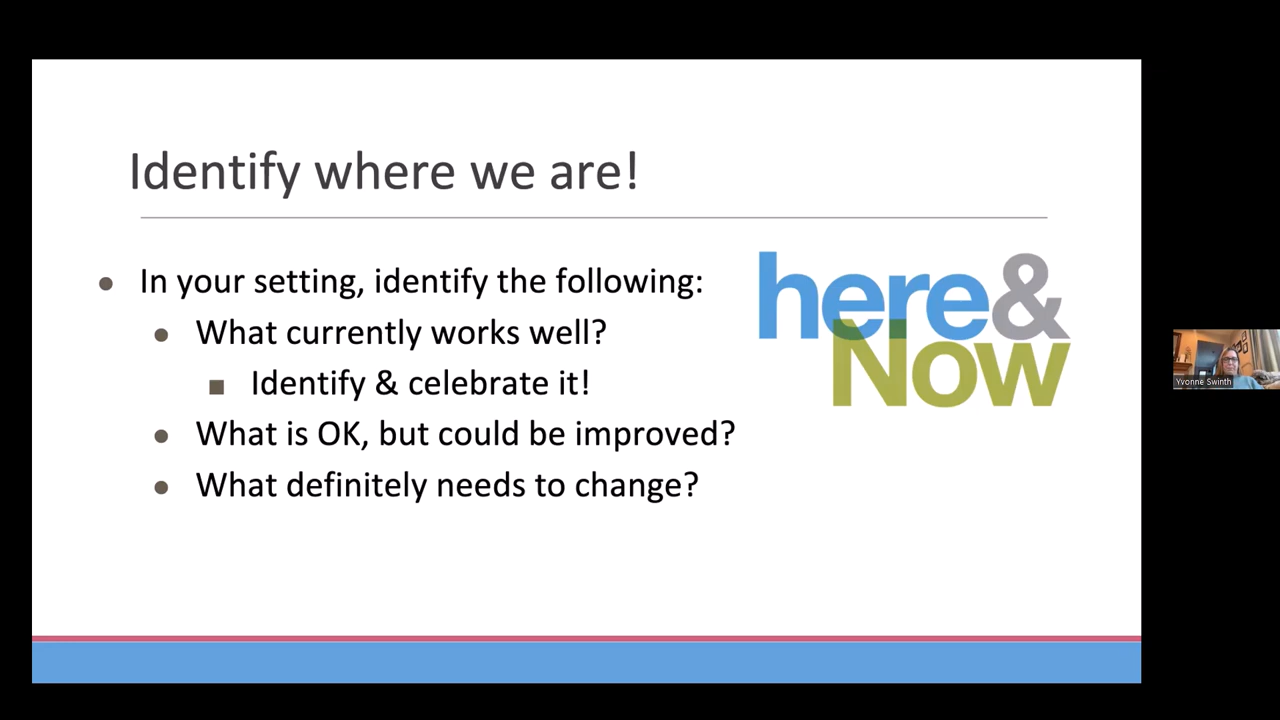 Identify where we are!
In your setting, identify the following:
What currently works well?
Identify & celebrate it!
What is OK, but could be improved?
What definitely needs to change?
here&
Now
Yvonne Swinth